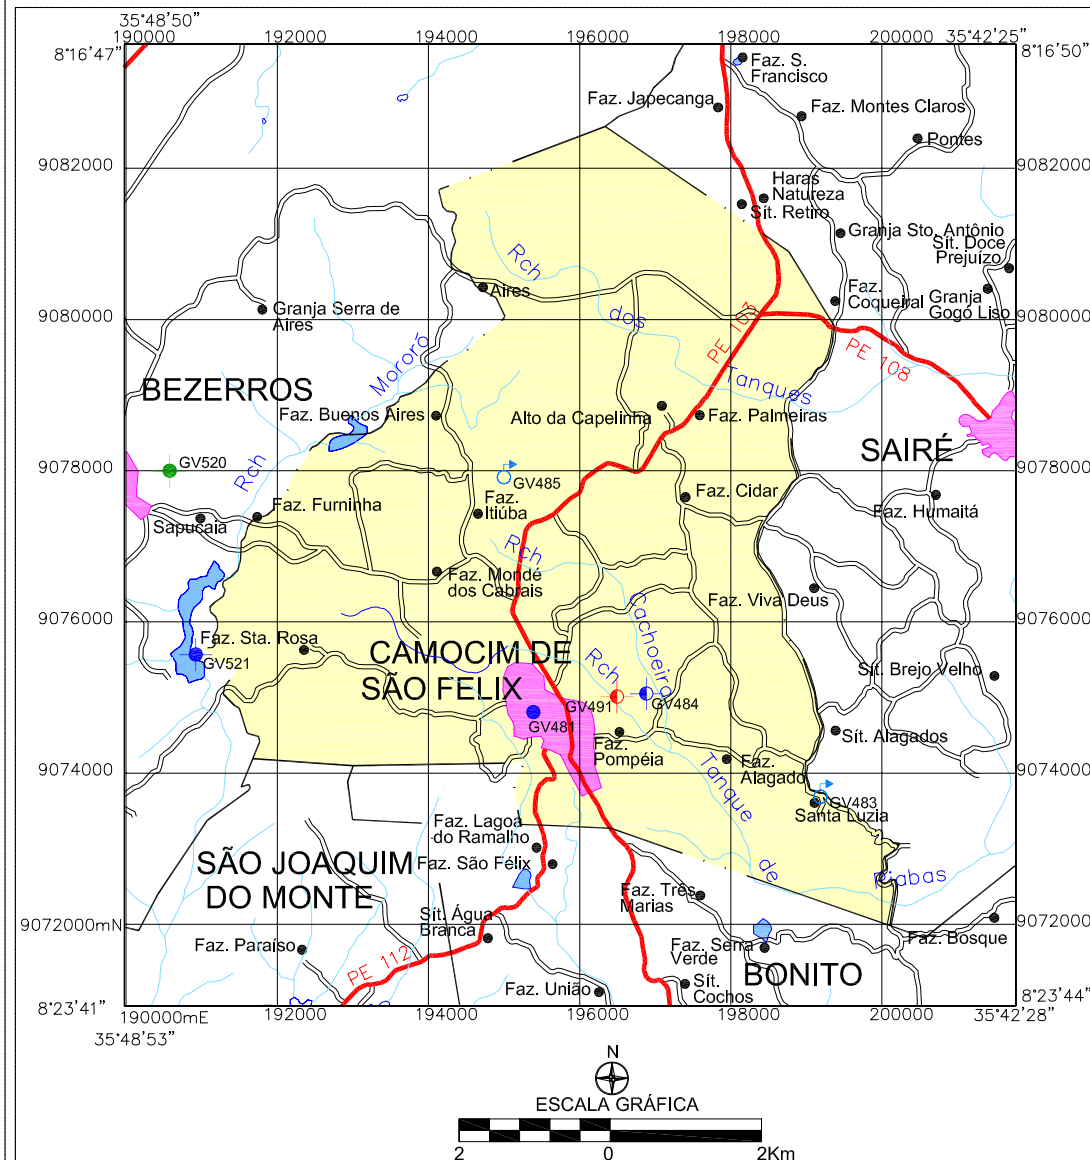 35°48'50"
190000
192000
194000
196000
198000
200000
35°42'25"
8°16'47"
8°16'50"
Faz. S.
Francisco
Faz. Japecanga
Faz. Montes Claros
Pontes
9082000
9082000
Haras
Natureza
Sít. Retiro
Granja Sto. Antônio
Sít. Doce
Prejuízo
Rch
Aires
Faz.
Coqueiral
Granja
Gogó Liso
Granja Serra de
Aires
dos
9080000
9080000
PE 103
PE 108
Mororó
Tanques
BEZERROS
Faz. Buenos Aires
Alto da Capelinha
Faz. Palmeiras
SAIRÉ
GV520
9078000
9078000
Rch
GV485
Faz. Cidar
Faz. Furninha
Faz.
Itiúba
Faz. Humaitá
Sapucaia
Rch
Faz. Mondé
dos Cabrais
Faz. Viva Deus
Cachoeira
9076000
9076000
Faz. Sta. Rosa
GV521
CAMOCIM DE
SÃO FELIX
Rch
Sít. Brejo Velho
GV491
GV484
GV481
Faz.
Pompéia
Sít. Alagados
Tanque
Faz.
Alagado
9074000
9074000
GV483
Santa Luzia
Faz. Lagoa
do Ramalho
SÃO JOAQUIM
DO MONTE
Faz. São Félix
de
Piabas
Faz. Três
Marias
Sít. Água
Branca
9072000mN
9072000
Faz. Paraíso
Faz. Serra
Verde
Faz. Bosque
PE 112
BONITO
Faz. União
Sít.
Cochos
8°23'41"
8°23'44"
190000mE
192000
194000
196000
198000
200000
35°42'28"
35°48'53"
N
ESCALA GRÁFICA
2
0
2Km